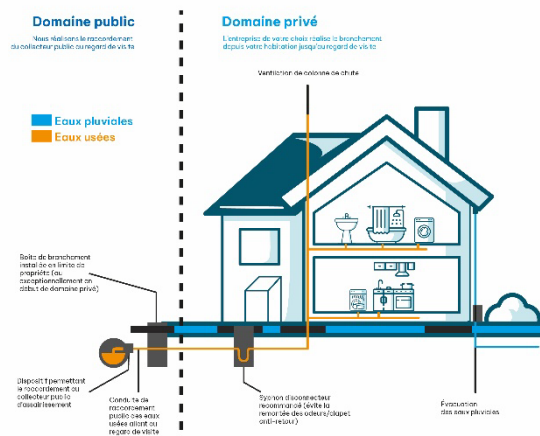 Domaine public
Nous réalisons le raccordement
du collecteur public au regard de visite
Domaine privé
L'entreprise de votre choix réalise le branchement
depuis votre habitation jusqu'au regard de visite
Ventilation de colonne de chute
Eaux pluviales
Eaux usées
Boîte de branchement
installée en limite de
propriété (ou
exceptionnellement en
début de domaine privé)
Dispositif permettant
le raccordement au
collecteur public
d'assainissement
Conduite de
raccordement
public des eaux
usées allant au
regard de visite
Syphon disconnecteur
recommandé (évite la
remontée des odeurs/clapet
anti-retour)
Évacuation
des eaux pluviales